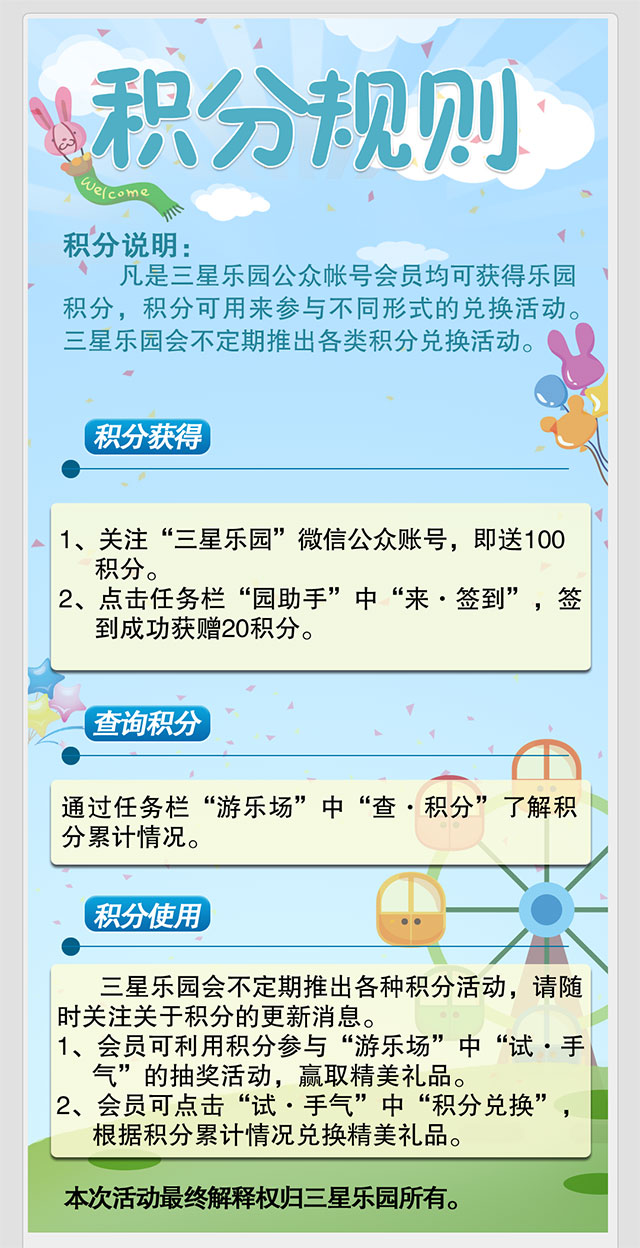 积分规则
welcome
积分说明：
凡是三星乐园公众帐号会员均可获得乐园
积分，积分可用来参与不同形式的兑换活动。
三星乐园会不定期推出各类积分兑换活动。
积分获得
1、关注“三星乐园”微信公众账号，即送100
积分。
2、点击任务栏“园助手”中“来·签到”，签
到成功获赠20积分。
查询积分
通过任务栏“游乐场”中“查·积分”了解积
分累计情况。
积分使用
三星乐园会不定期推出各种积分活动，请随
时关注关于积分的更新消息。
1、会员可利用积分参与“游乐场”中“试·手
气”的抽奖活动，赢取精美礼品。
2、会员可点击“试·手气”中“积分兑换”，
根据积分累计情况兑换精美礼品。
本次活动最终解释权归三星乐园所有。